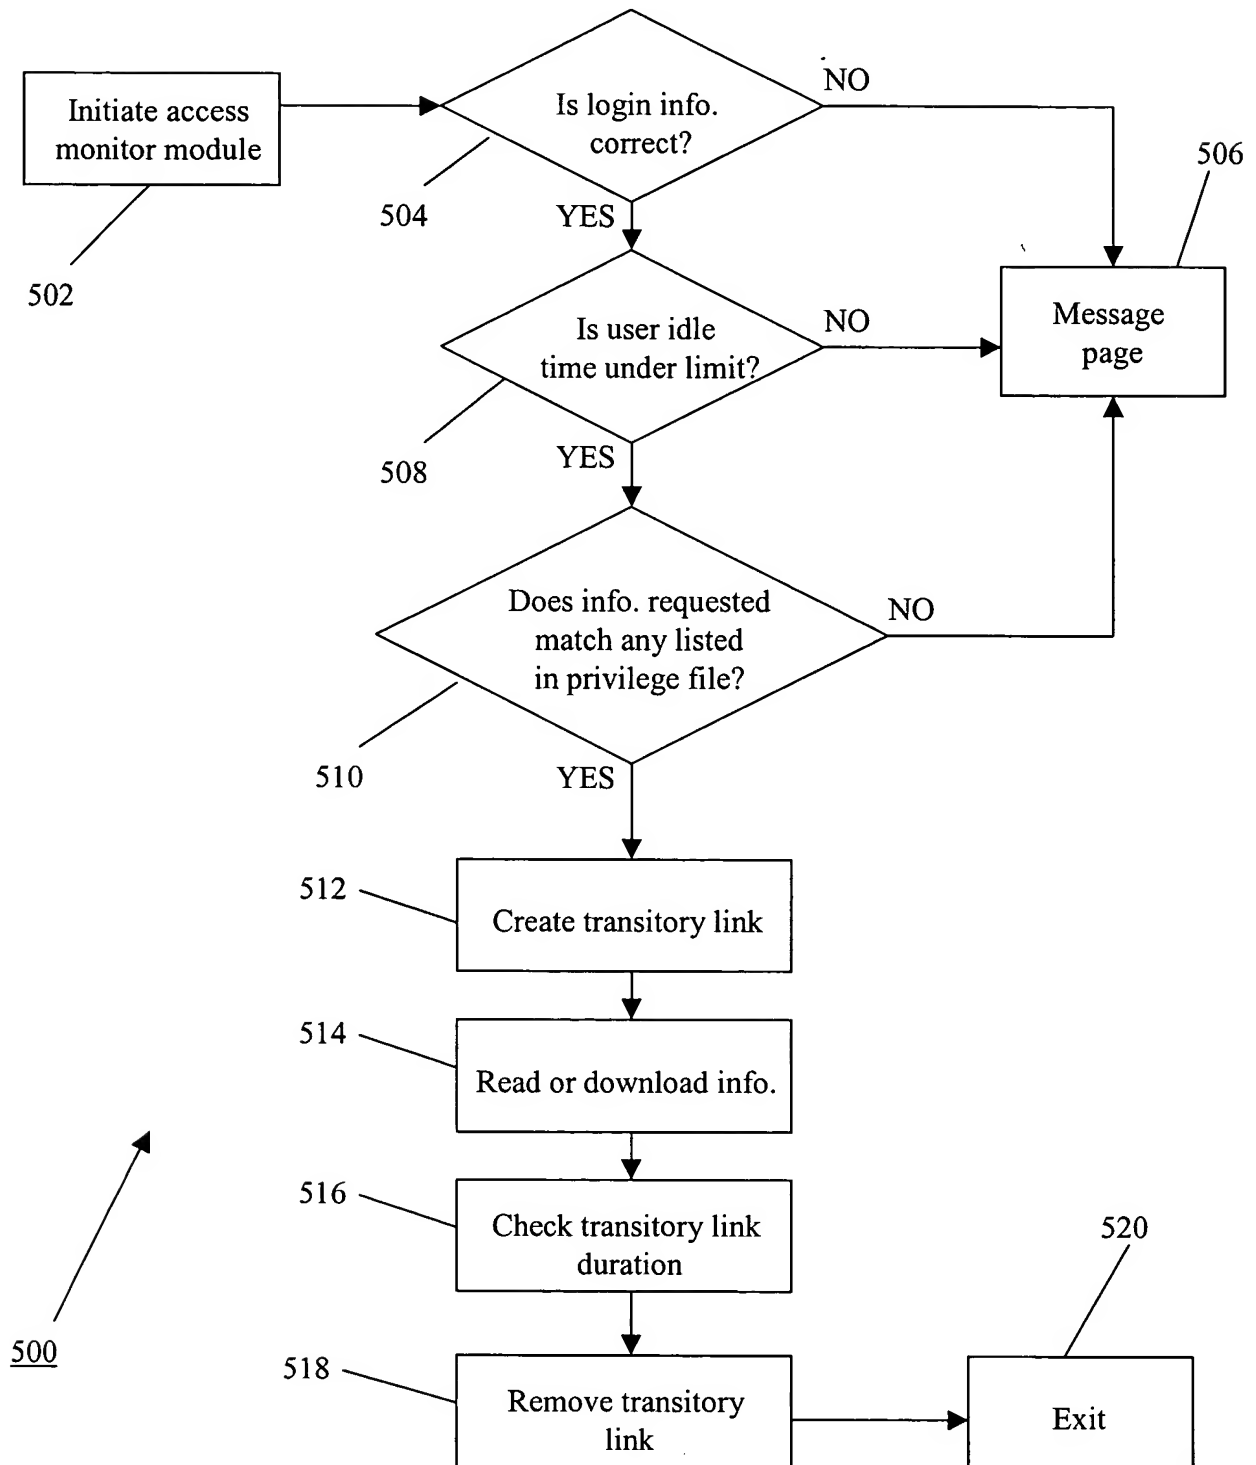 NO
Is login info.
correct?
Initiate access
monitor module
506
504
YES
502
Is user idle
time under limit?
NO
Message
page
508
YES
Does info. requested
match any listed
in privilege file?
NO
510
YES
512
Create transitory link
514
Read or download info.
516
Check transitory link
duration
520
500
518
Remove transitory
link
Exit